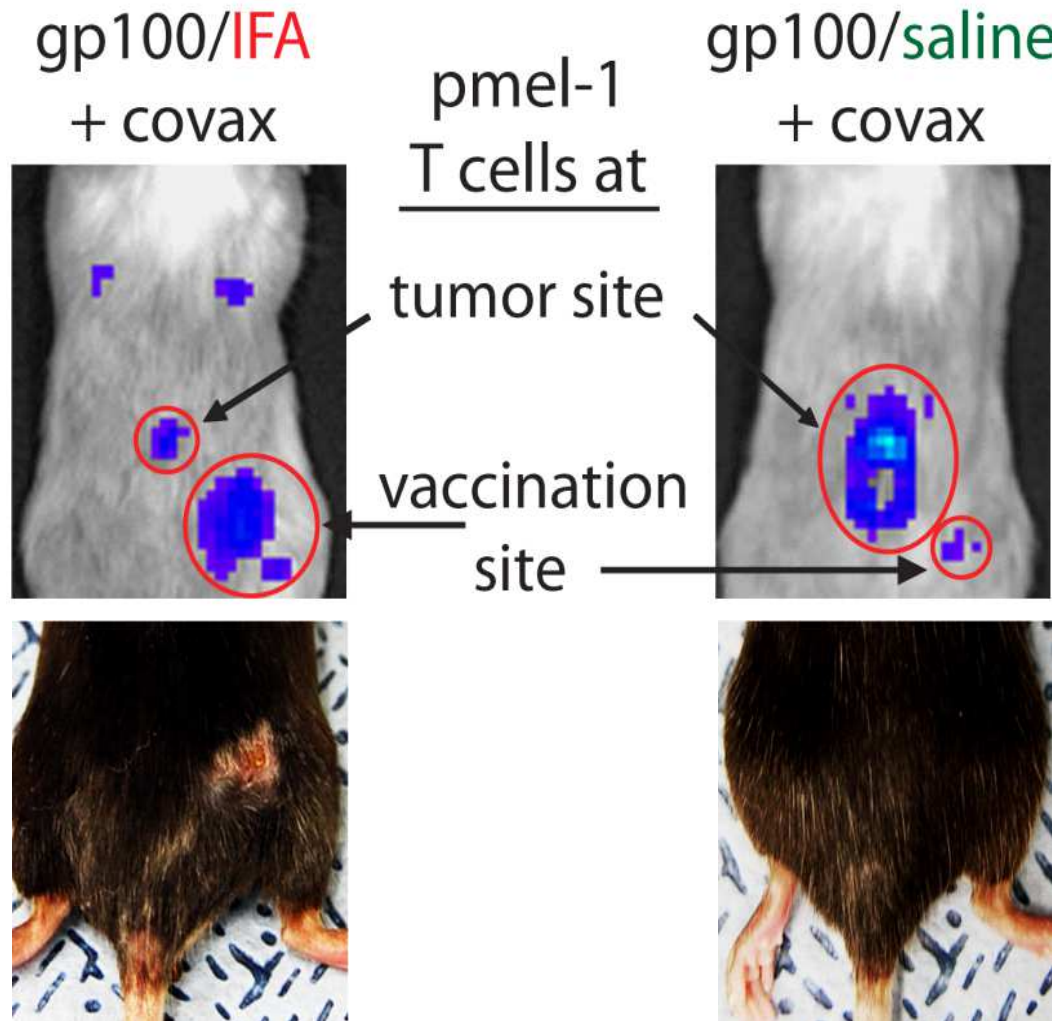 gp100/IFA
+ covax
pmel-1
T cells at
gp100/saline
+ covax
tumor site
vaccination
site